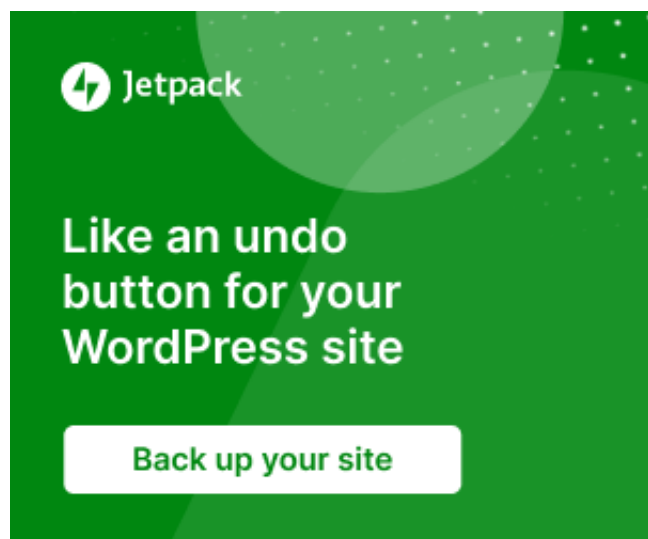 Jetpack
Like an undo
button for your
WordPress site
Back up your site